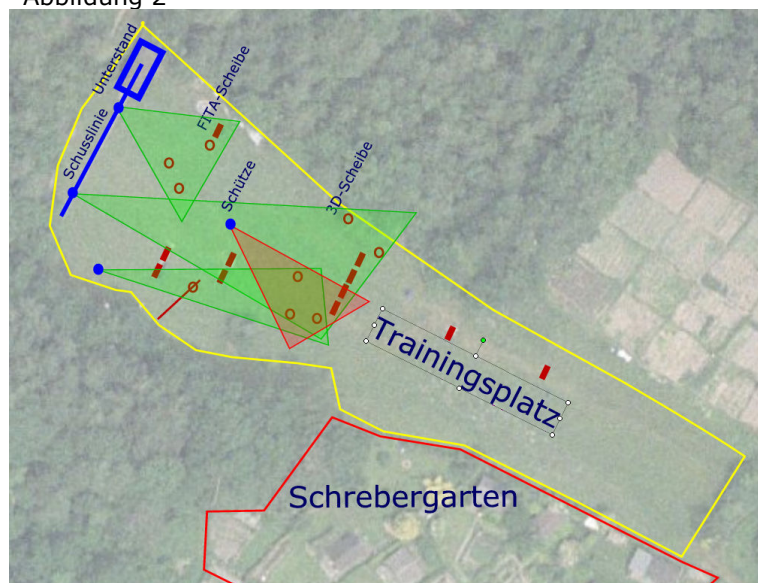 Abbildung 2
Unterstand
FITA-Scheibe
Schusslinie
Schütze
3D-Scheibe
Trainingsplatz
Schrebergarten